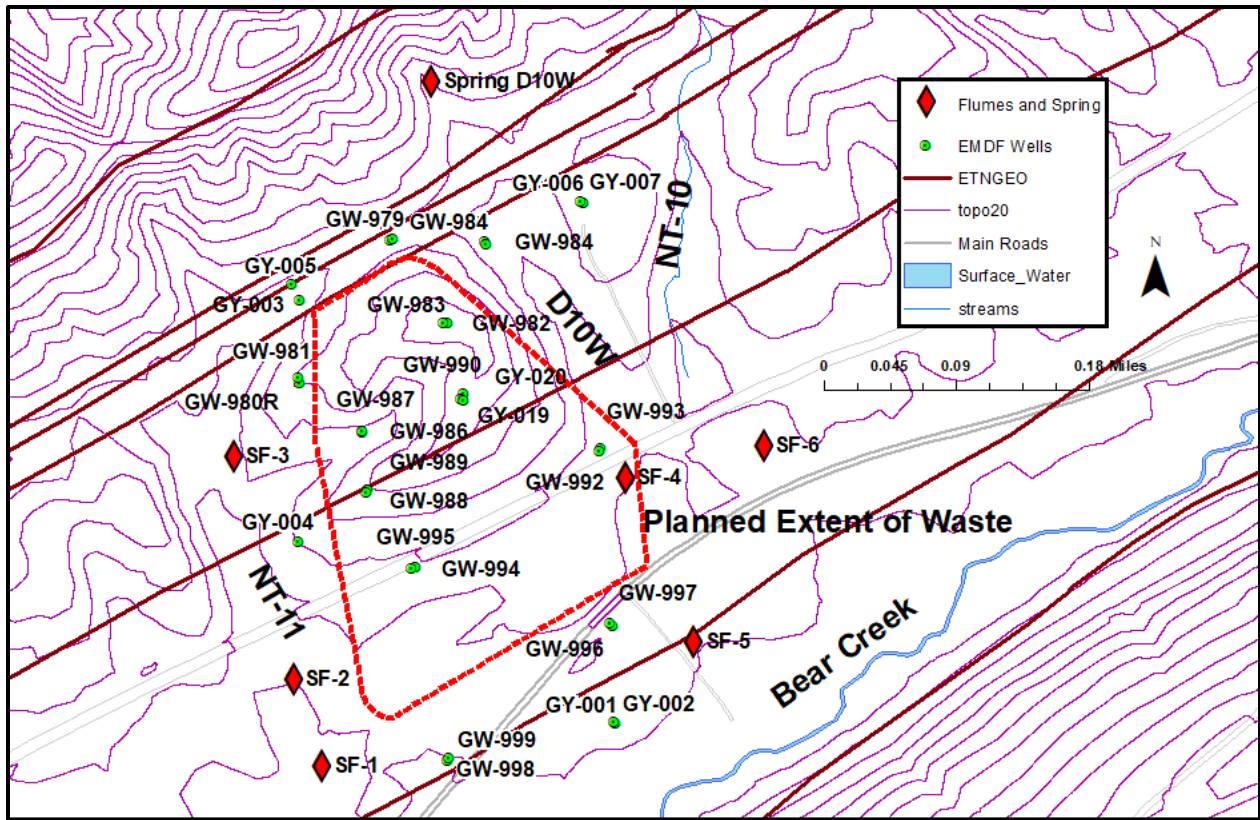 Spring D10W
Flumes and Spring
EMDF Wells
ETNGEO
topo20
Main Roads
Surface_Water
streams
N
0 0.045 0.09 0.18 Miles
GY-006 GY-007
NT-10
GW-979 GW-984
GW-984
GY-005
GY-003
GW-983
GW-982
D10W
GW-981
GW-990
GY-020
GW-980R
GW-987
GY-019
GW-993
GW-986
SF-3
SF-6
GW-989
GW-992
SF-4
GW-988
GY-004
Planned Extent of Waste
GW-995
GW-994
NT-11
GW-997
GW-996
SF-5
Bear Creek
SF-2
GY-001 GY-002
GW-999
SF-1
GW-998